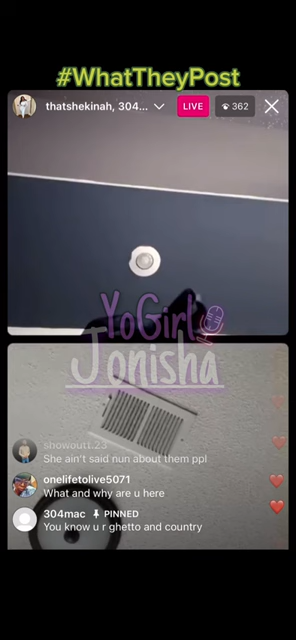 #WhatTheyPost
thatshekinah, 304... LIVE 362
YoGirl
Jonisha
showoutt.23
She ain't said nun about them ppl
onelifetolive5071
What and why are u here
304mac PINNED
You know u r ghetto and country